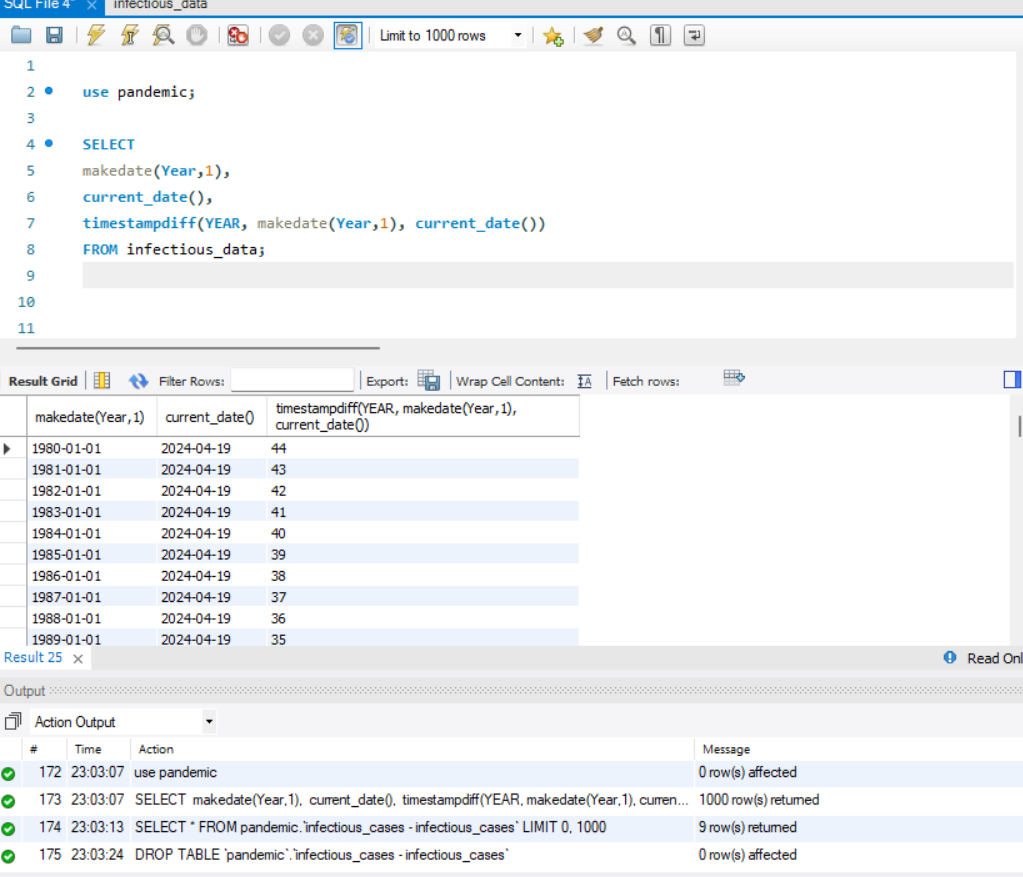 SQL File 4* × infectious_data
Limit to 1000 rows
1
2 use pandemic;
3
4 SELECT
5 makedate(Year,1),
6 current_date(),
7 timestampdiff(YEAR, makedate(Year,1), current_date())
8 FROM infectious_data;
9
10
11
Result Grid Filter Rows: Export: Wrap Cell Content: Fetch rows:
makedate(Year,1) current_date() timestampdiff(YEAR, makedate(Year,1),
current_date())
1980-01-01 2024-04-19 44
1981-01-01 2024-04-19 43
1982-01-01 2024-04-19 42
1983-01-01 2024-04-19 41
1984-01-01 2024-04-19 40
1985-01-01 2024-04-19 39
1986-01-01 2024-04-19 38
1987-01-01 2024-04-19 37
1988-01-01 2024-04-19 36
1989-01-01 2024-04-19 35
Result 25 × Read Onl
Output
Action Output
# Time Action Message
172 23:03:07 use pandemic 0 row(s) affected
173 23:03:07 SELECT makedate(Year,1), current_date(), timestampdiff(YEAR, makedate(Year,1), curren... 1000 row(s) returned
174 23:03:13 SELECT * FROM pandemic.`infectious_cases - infectious_cases` LIMIT 0, 1000 9 row(s) returned
175 23:03:24 DROP TABLE `pandemic`.`infectious_cases - infectious_cases` 0 row(s) affected